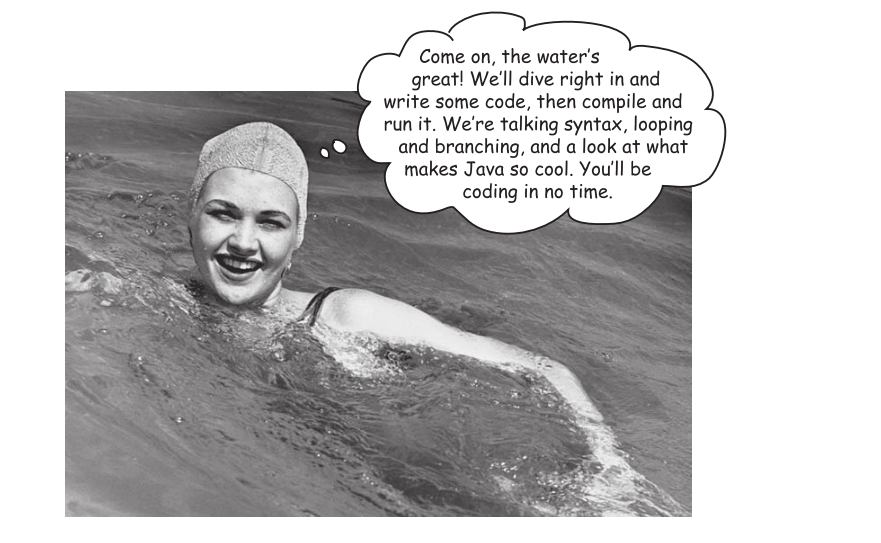 Come on, the water's
great! We'll dive right in and
write some code, then compile and
run it. We're talking syntax, looping
and branching, and a look at what
makes Java so cool. You'll be
coding in no time.